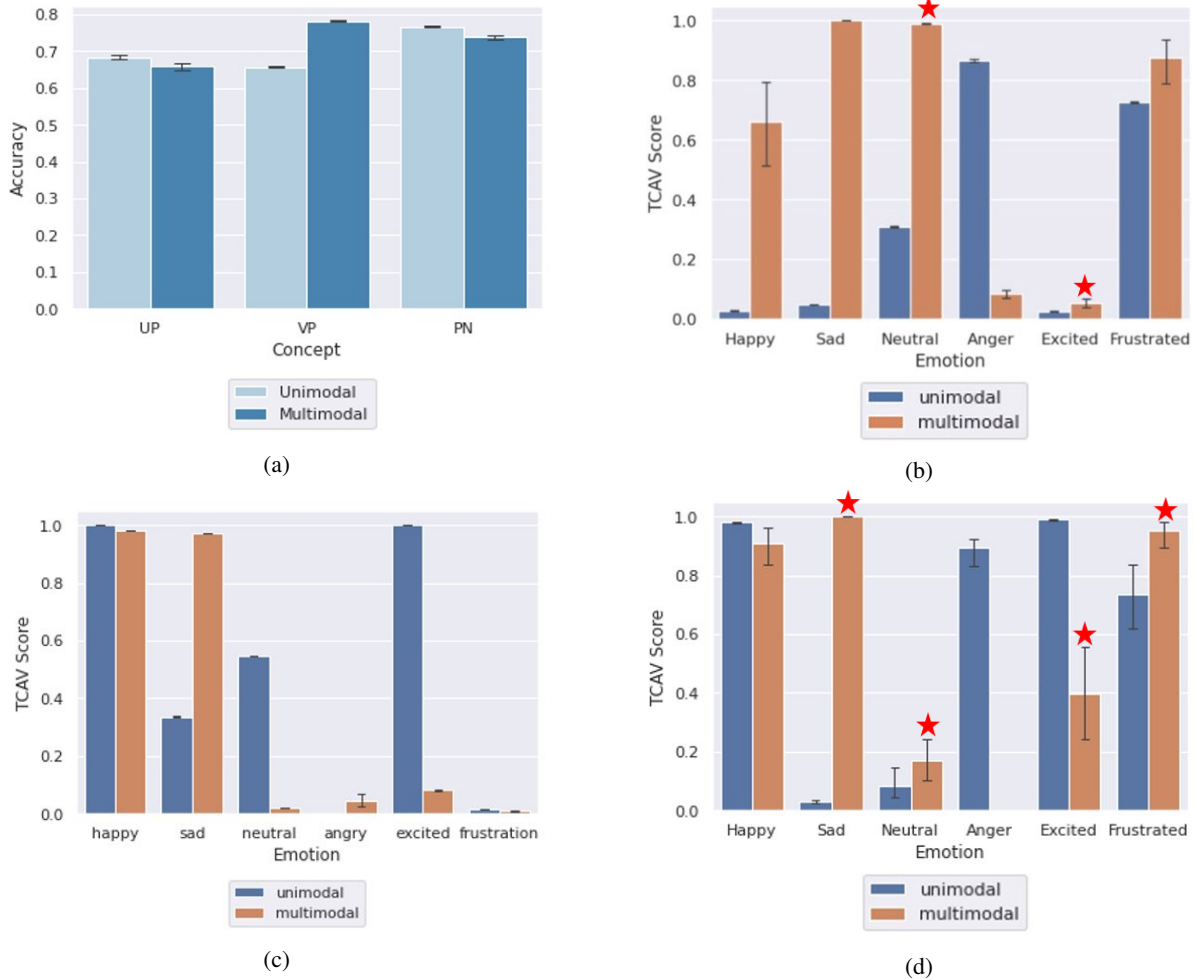 0.8
0.7
0.6
0.5
0.4
0.3
0.2
0.1
0.0
Accuracy
UP VP PN
Concept
Unimodal
Multimodal
(a)
1.0
0.8
0.6
0.4
0.2
0.0
TCAV Score
Happy Sad Neutral Anger Excited Frustrated
Emotion
unimodal
multimodal
(b)
1.0
0.8
0.6
0.4
0.2
0.0
TCAV Score
happy sad neutral angry excited frustration
Emotion
unimodal
multimodal
(c)
1.0
0.8
0.6
0.4
0.2
0.0
TCAV Score
Happy Sad Neutral Anger Excited Frustrated
Emotion
unimodal
multimodal
(d)